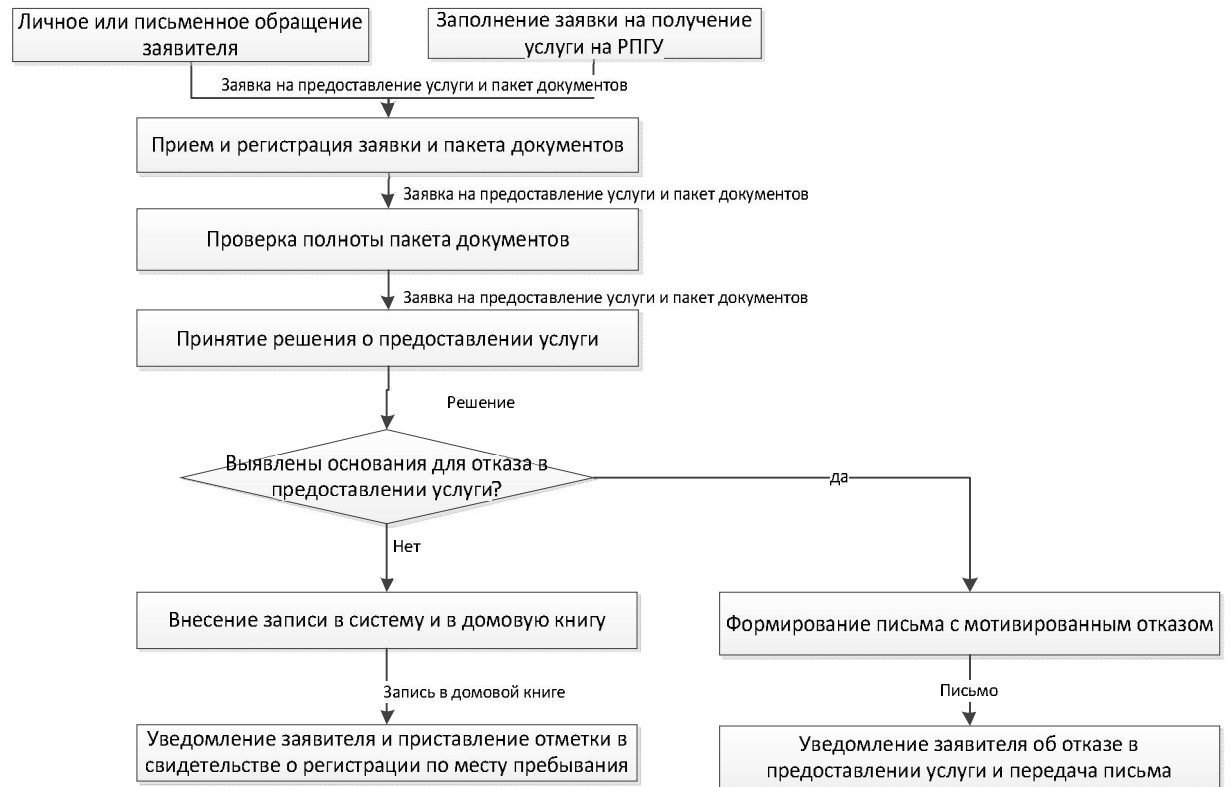 Личное или письменное обращение
заявителя
Заполнение заявки на получение
услуги на РПГУ
Заявка на предоставление услуги и пакет документов
Прием и регистрация заявки и пакета документов
Заявка на предоставление услуги и пакет документов
Проверка полноты пакета документов
Заявка на предоставление услуги и пакет документов
Принятие решения о предоставлении услуги
Решение
Выявлены основания для отказа в
предоставлении услуги?
да
Нет
Внесение записи в систему и в домовую книгу
Формирование письма с мотивированным отказом
Запись в домовой книге
Письмо
Уведомление заявителя и приставление отметки в
свидетельстве о регистрации по месту пребывания
Уведомление заявителя об отказе в
предоставлении услуги и передача письма